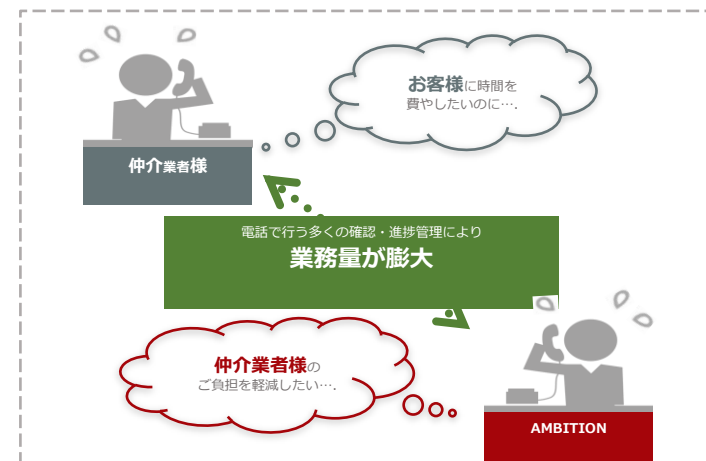 お客様に時間を
費やしたいのに….
仲介業者様
電話で行う多くの確認・進捗管理により
業務量が膨大
仲介業者様の
ご負担を軽減したい….
AMBITION